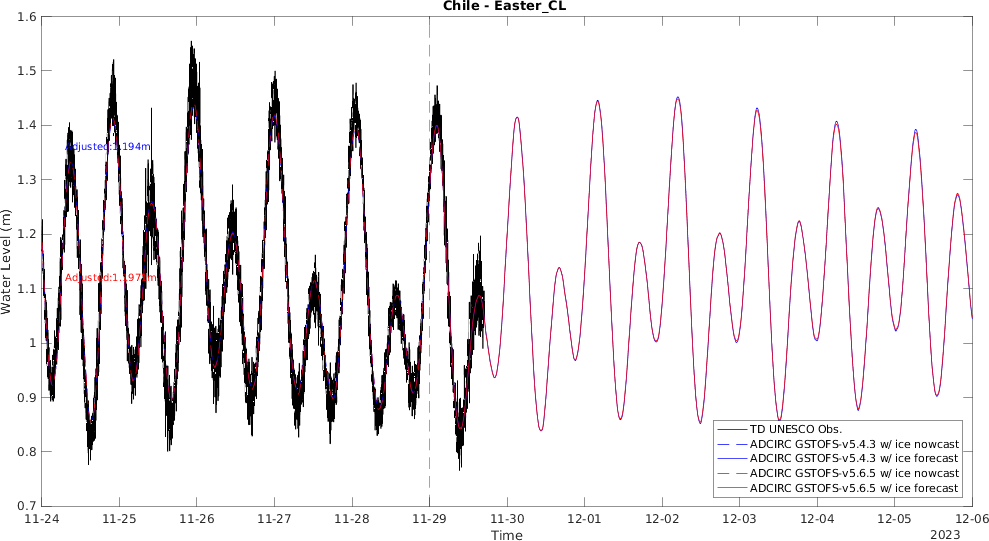 Chile - Easter_CL
1.6
1.5
1.4
1.3
1.2
1.1
1
0.9
0.8
0.7
Water Level (m)
Adjusted:1.194m
Adjusted:1.197m
TD UNESCO Obs.
ADCIRC GSTOFS-v5.4.3 w/ ice nowcast
ADCIRC GSTOFS-v5.4.3 w/ ice forecast
ADCIRC GSTOFS-v5.6.5 w/ ice nowcast
ADCIRC GSTOFS-v5.6.5 w/ ice forecast
11-24 11-25 11-26 11-27 11-28 11-29 11-30 12-01 12-02 12-03 12-04 12-05 12-06
Time
2023